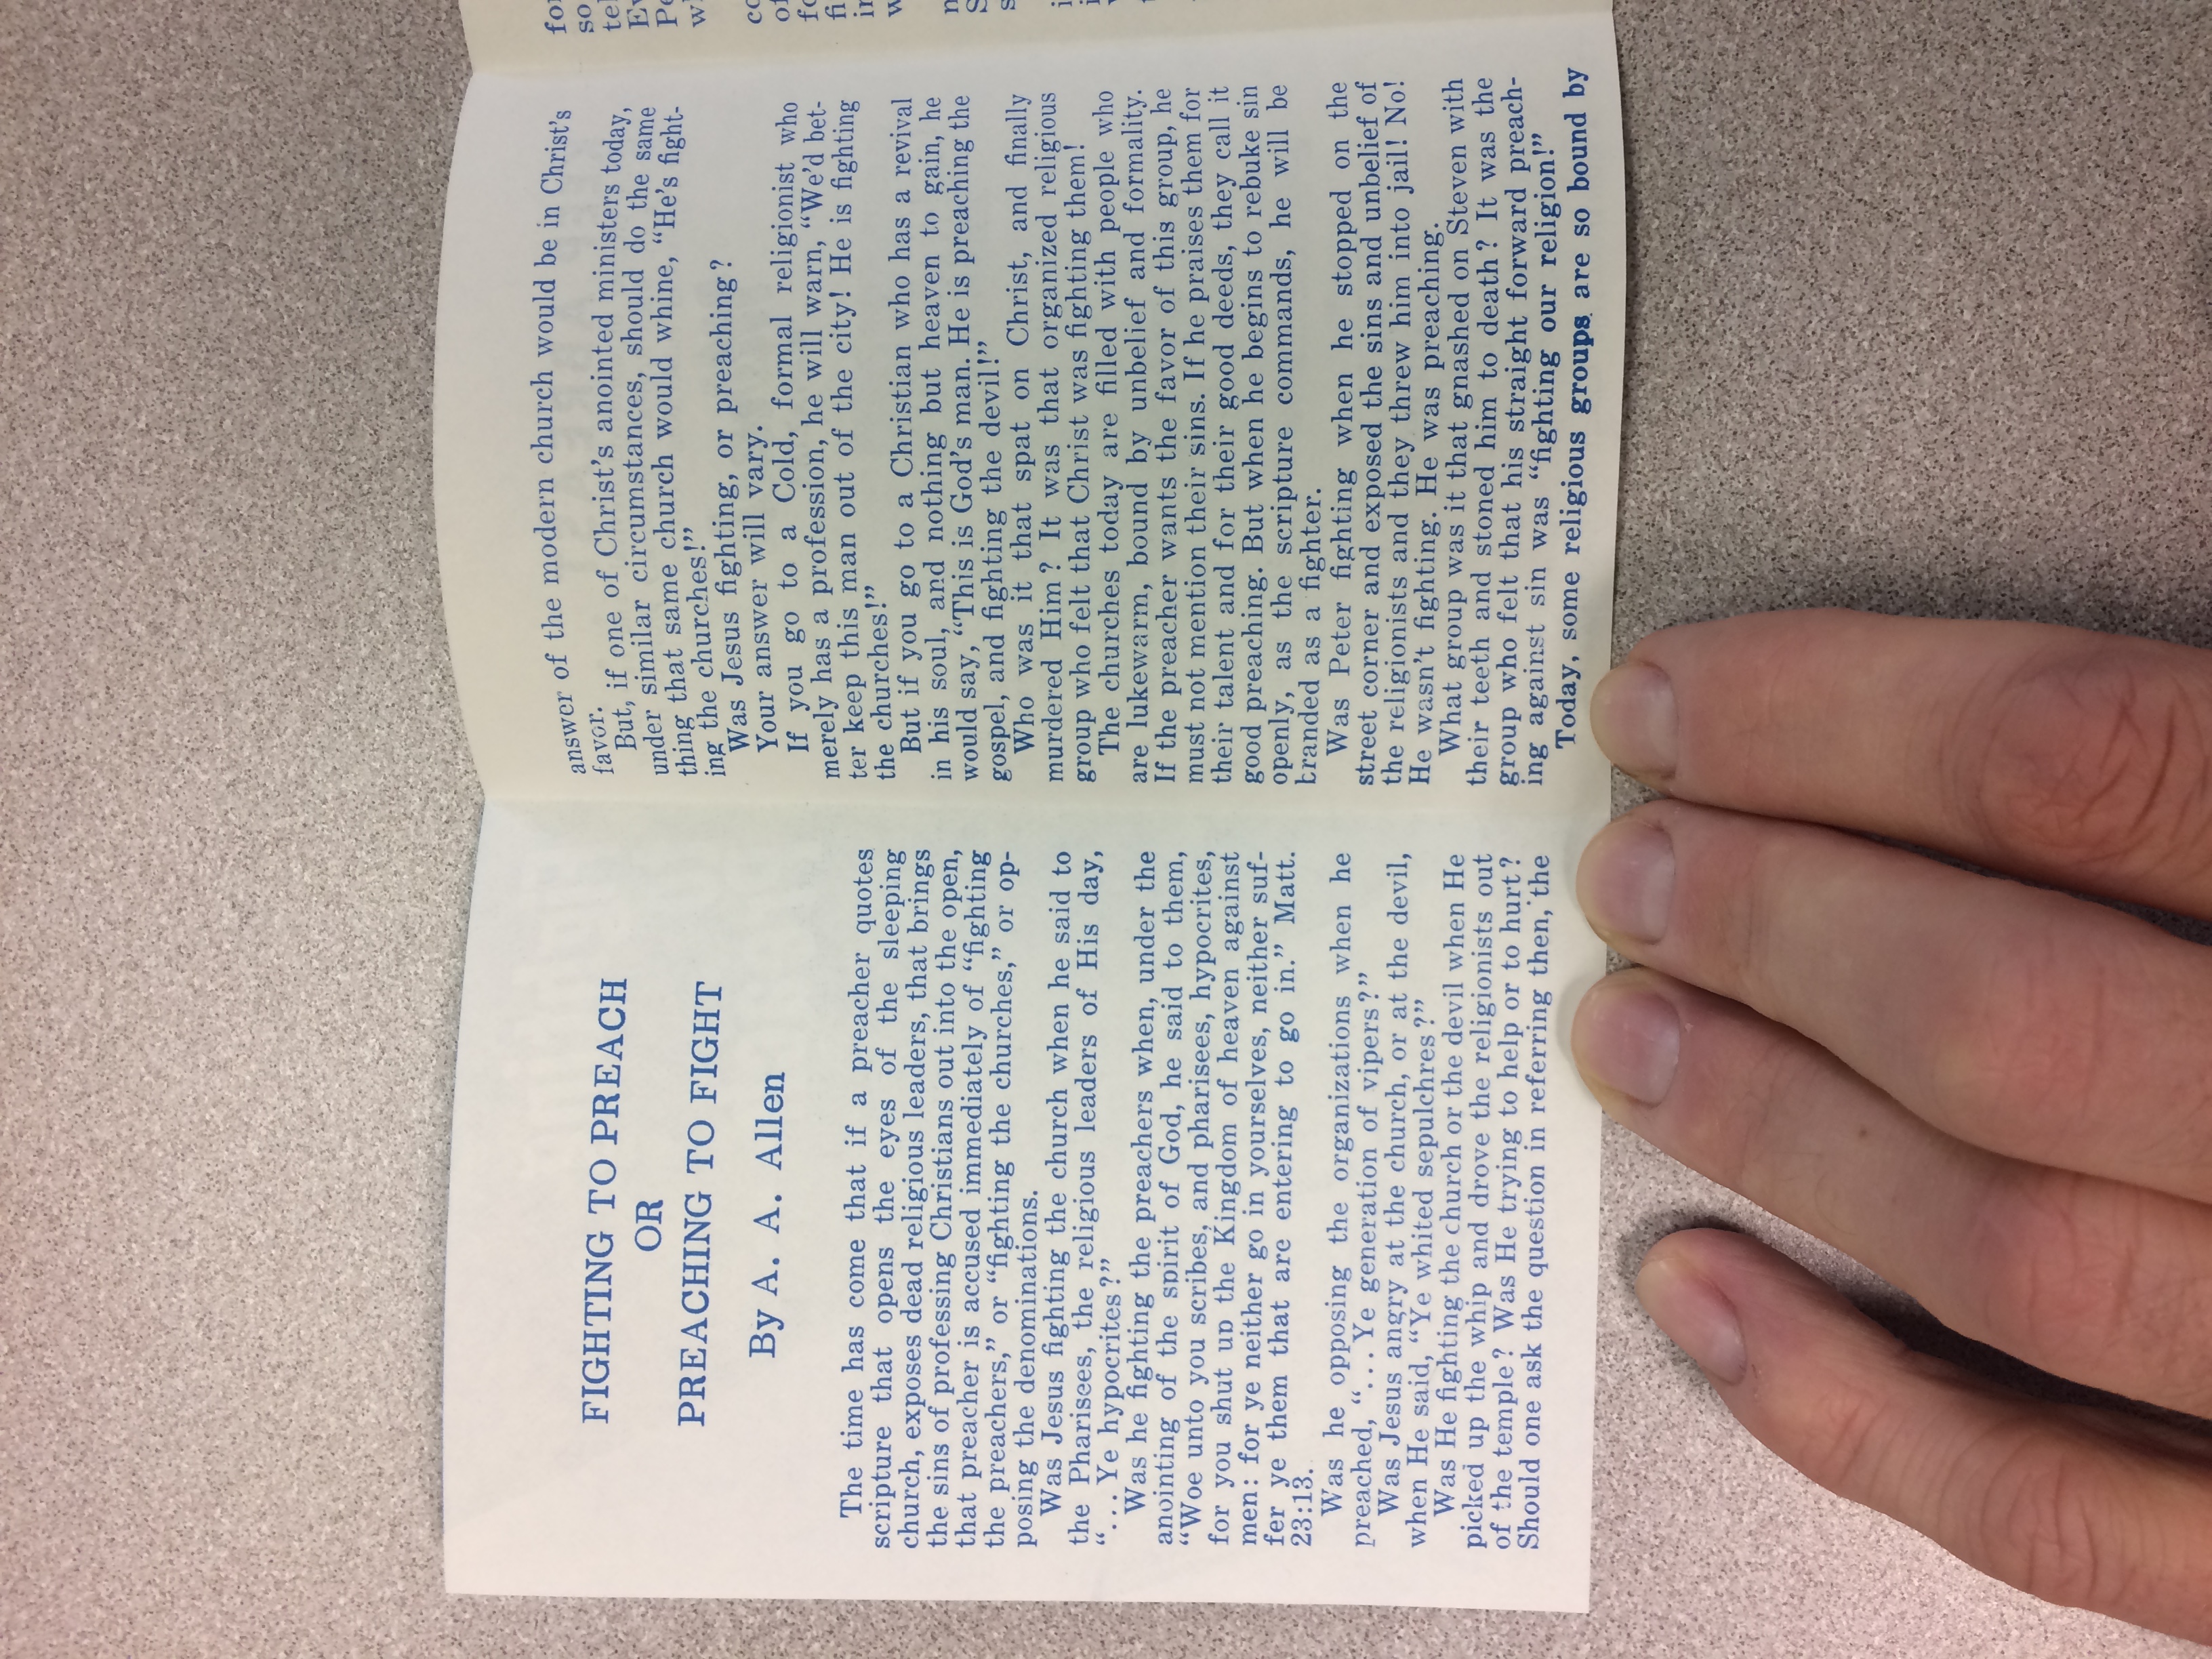 FIGHTING TO PREACH
OR
PREACHING TO FIGHT
By A. A. Allen
The time has come that if a preacher quotes
scripture that opens the eyes of the sleeping
church, exposes dead religious leaders, that brings
the sins of professing Christians out into the open,
that preacher is accused immediately of "fighting
the preachers," or "fighting the churches," or op-
posing the denominations.
Was Jesus fighting the church when he said to
the Pharisees, the religious leaders of His day,
"... Ye hypocrites?"
Was he fighting the preachers when, under the
anointing of the spirit of God, he said to them,
"Woe unto you scribes, and pharisees, hypocrites,
for you shut up the Kingdom of heaven against
men: for ye neither go in yourselves, neither suf-
fer ye them that are entering to go in." Matt.
23:13.
Was he opposing the organizations when he
preached, ".... Ye generation of vipers?"
Was Jesus angry at the church, or at the devil,
when He said, "Ye whited sepulchres?"
Was He fighting the church or the devil when He
picked up the whip and drove the religionists out
of the temple? Was He trying to help or to hurt?
Should one ask the question in referring then, the
answer of the modern church would be in Christ's
favor.
But, if one of Christ's anointed ministers today,
under similar circumstances, should do the same
thing that same church would whine, "He's fight-
ing the churches!"
Was Jesus fighting, or preaching?
Your answer will vary.
If you go to a Cold, formal religionist who
merely has a profession, he will warn, "We'd bet-
ter keep this man out of the city! He is fighting
the churches!"
But if you go to a Christian who has a revival
in his soul, and nothing but heaven to gain, he
would say, "This is God's man. He is preaching the
gospel, and fighting the devil!"
Who was it that spat on Christ, and finally
murdered Him? It was that organized religious
group who felt that Christ was fighting them!
The churches today are filled with people who
are lukewarm, bound by unbelief and formality.
If the preacher wants the favor of this group, he
must not mention their sins. If he praises them for
their talent and for their good deeds, they call it
good preaching. But when he begins to rebuke sin
openly, as the scripture commands, he will be
branded as a fighter.
Was Peter fighting when he stopped on the
street corner and exposed the sins and unbelief of
the religionists and they threw him into jail! No!
He wasn't fighting. He was preaching.
What group was it that gnashed on Steven with
their teeth and stoned him to death? It was the
group who felt that his straight forward preach-
ing against sin was "fighting our religion!"
Today, some religious groups are so bound by